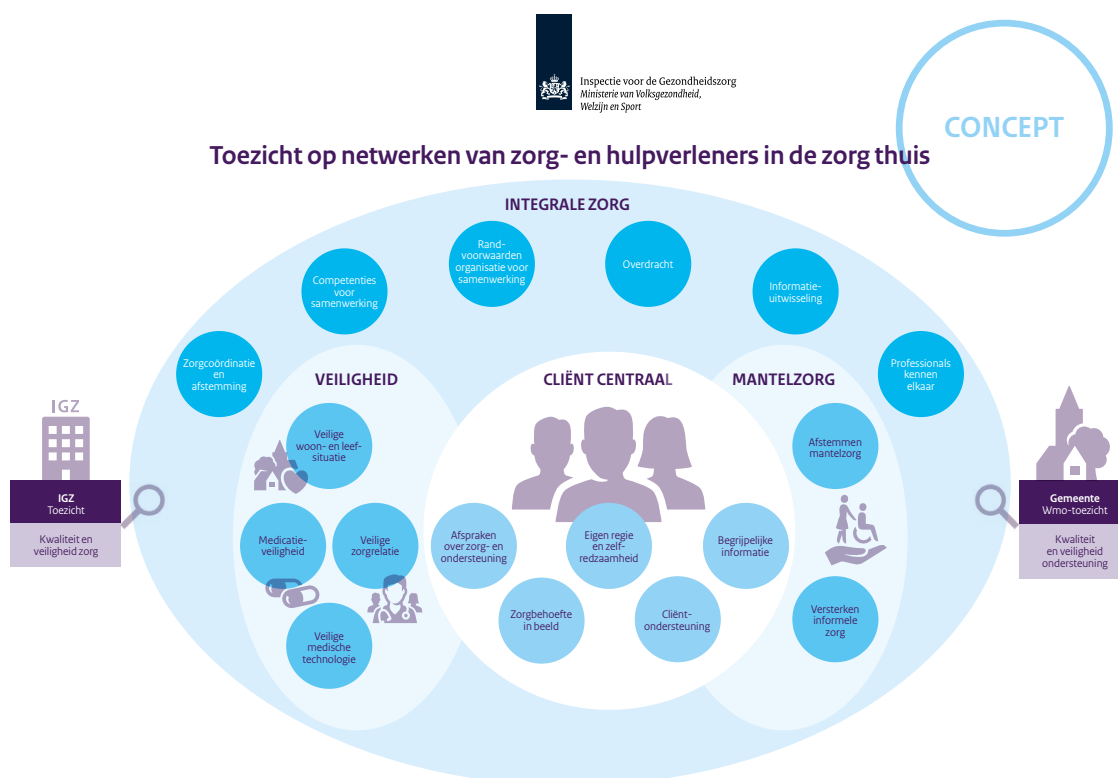 Inspectie voor de Gezondheidszorg
Ministerie van Volksgezondheid,
Welzijn en Sport
CONCEPT
Toezicht op netwerken van zorg- en hulpverleners in de zorg thuis
INTEGRALE ZORG
Zorgcoördinatie
en
afstemming
Competenties
voor
samenwerking
Rand-
voorwaarden
organisatie voor
samenwerking
Overdracht
Informatie-
uitwisseling
Professionals
kennen
elkaar
VEILIGHEID
Veilige
woon- en leef-
situatie
Medicatie-
veiligheid
Veilige
zorgrelatie
Veilige
medische
technologie
CLIËNT CENTRAAL
Afspraken
over zorg- en
ondersteuning
Eigen regie
en zelf-
redzaamheid
Begrijpelijke
informatie
Zorgbehoefte
in beeld
Cliënt-
ondersteuning
MANTELZORG
Afstemmen
mantelzorg
Versterken
informele
zorg
IGZ
IGZ
Toezicht
Kwaliteit en
veiligheid zorg
Gemeente
Wmo-toezicht
Kwaliteit
en veiligheid
ondersteuning